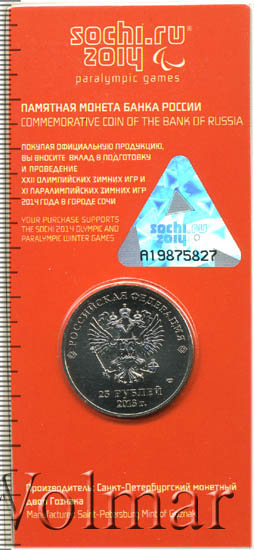 sochi.ru
2014
paralympic games
ПАМЯТНАЯ МОНЕТА БАНКА РОССИИ
COMMEMORATIVE COIN OF THE BANK OF RUSSIA
ПОКУПАЯ ОФИЦИАЛЬНУЮ ПРОДУКЦИЮ,
ВЫ ВНОСИТЕ ВКЛАД В ПОДГОТОВКУ
И ПРОВЕДЕНИЕ
XXII ОЛИМПИЙСКИХ ЗИМНИХ ИГР И
XI ПАРАЛИМПИЙСКИХ ЗИМНИХ ИГР
2014 ГОДА В ГОРОДЕ СОЧИ
YOUR PURCHASE SUPPORTS
THE SOCHI 2014 OLYMPIC AND
PARALYMPIC WINTER GAMES
sochi
2014
A19875827
РОССИЙСКАЯ ФЕДЕРАЦИЯ
25 РУБЛЕЙ
2013 г.
Производитель: Санкт-Петербургский монетный
двор Гознака
Manufacturer: Saint-Petersburg Mint of Goznak
Volmar